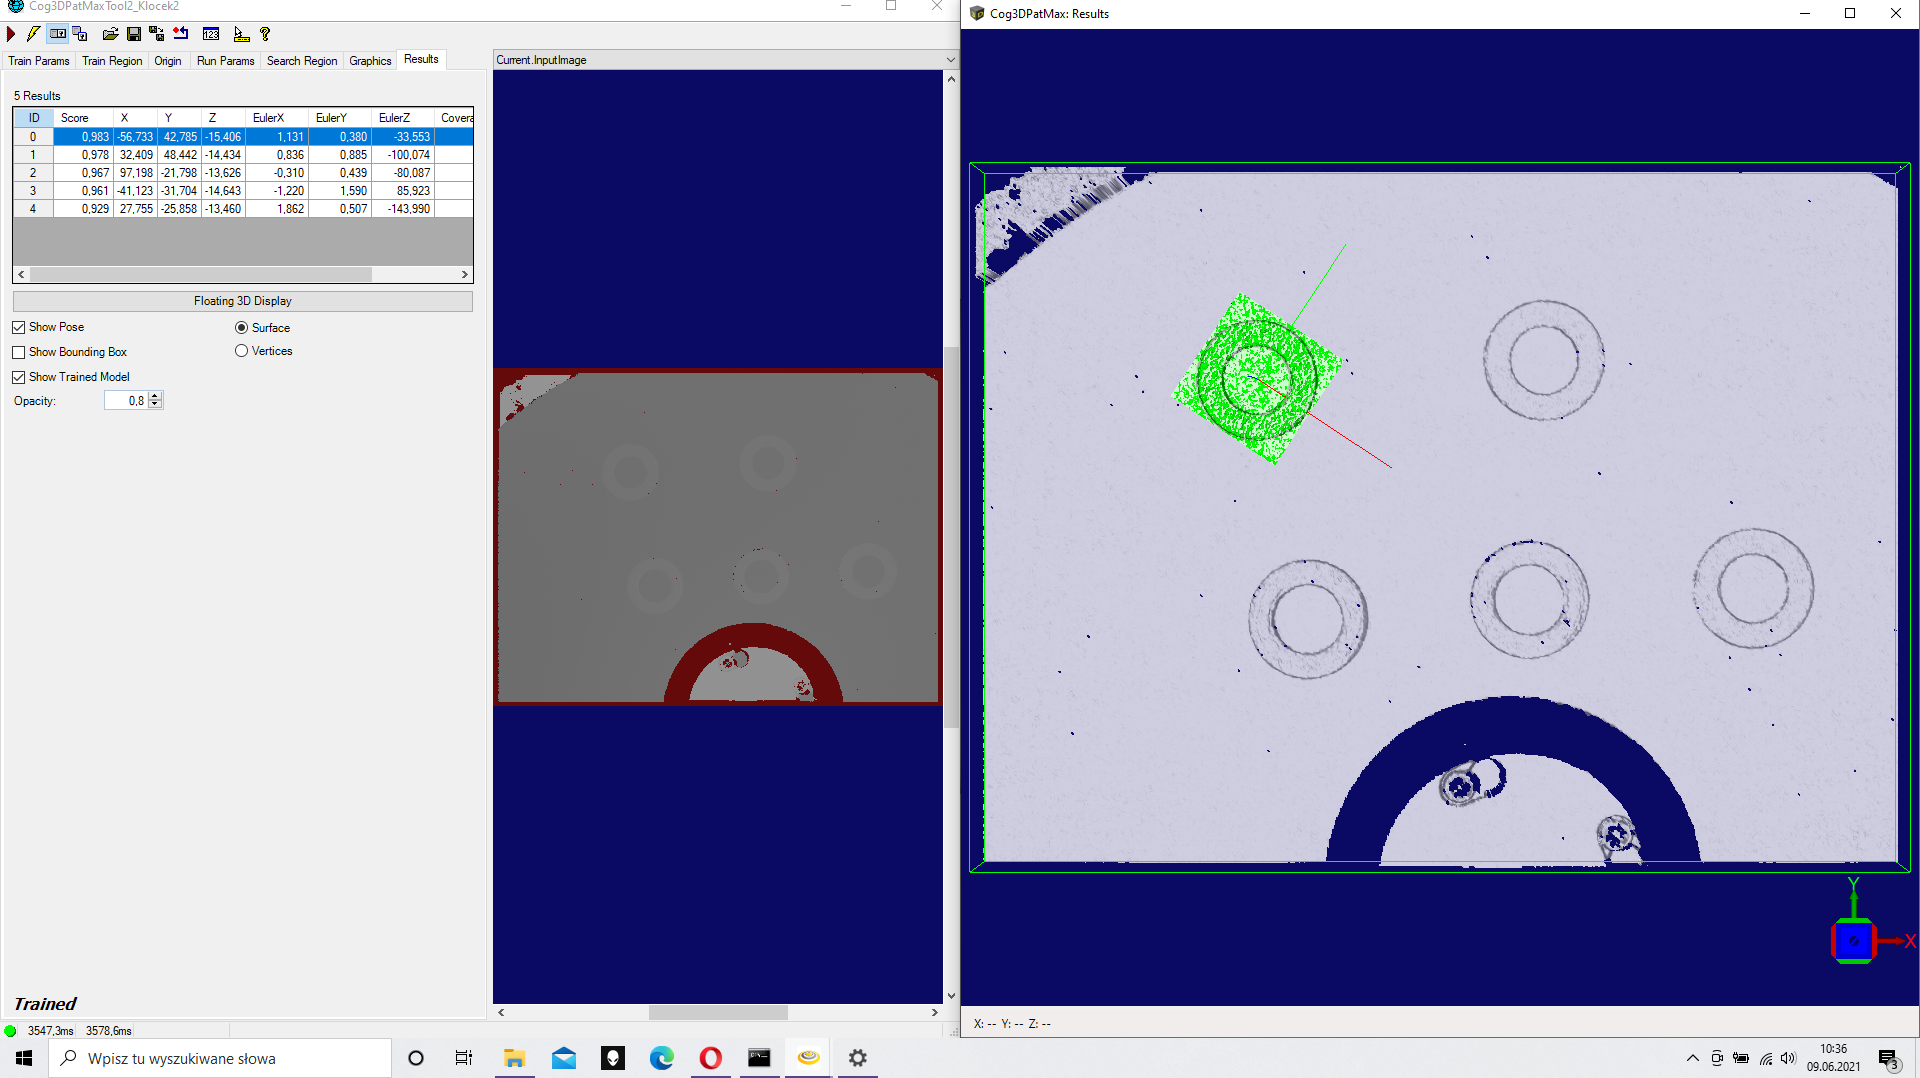 Cog3DPatMaxTool2_Klocek2
Train Params Train Region Origin Run Params Search Region Graphics Results
5 Results
ID Score X Y Z EulerX EulerY EulerZ Covera
0 0,983 -56,733 42,785 -15,406 1,131 0,380 -33,553
1 0,978 32,409 48,442 -14,434 0,836 0,885 -100,074
2 0,967 97,198 -21,798 -13,626 -0,310 0,439 -80,087
3 0,961 -41,123 -31,704 -14,643 -1,220 1,590 85,923
4 0,929 27,755 -25,858 -13,460 1,862 0,507 -143,990
Floating 3D Display
Show Pose Surface
Show Bounding Box Vertices
Show Trained Model
Opacity: 0,8
Trained
3547,3ms 3578,6ms
Current.InputImage
Cog3DPatMax: Results
Y
X
X: -- Y: -- Z: --
Wpisz tu wyszukiwane słowa
10:36
09.06.2021
3